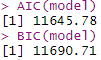 > AIC(model)
[1] 11645.78
> BIC(model)
[1] 11690.71